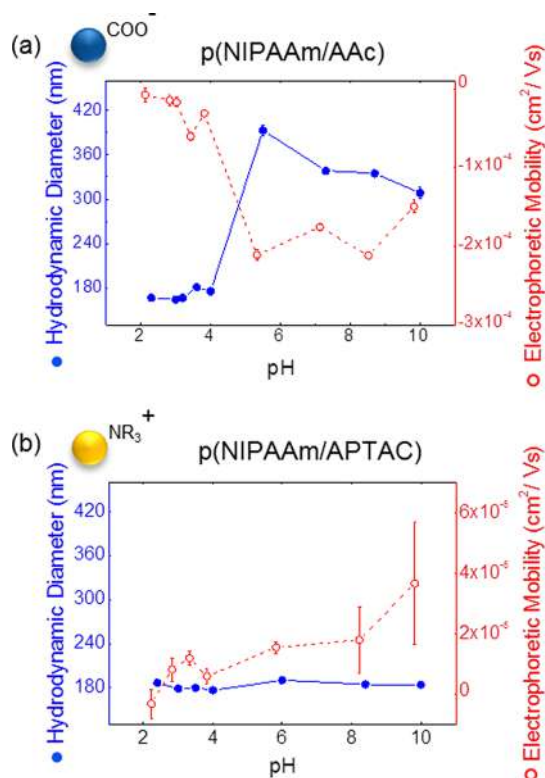 (a)
COO⁻
p(NIPAAm/AAc)
● Hydrodynamic Diameter (nm)
420
360
300
240
180
0
-1x10⁻⁴
-2x10⁻⁴
-3x10⁻⁴
○ Electrophoretic Mobility (cm²/ Vs)
2
4
6
8
10
pH
(b)
NR₃⁺
p(NIPAAm/APTAC)
● Hydrodynamic Diameter (nm)
420
360
300
240
180
6x10⁻⁵
4x10⁻⁵
2x10⁻⁵
0
○ Electrophoretic Mobility (cm²/ Vs)
2
4
6
8
10
pH